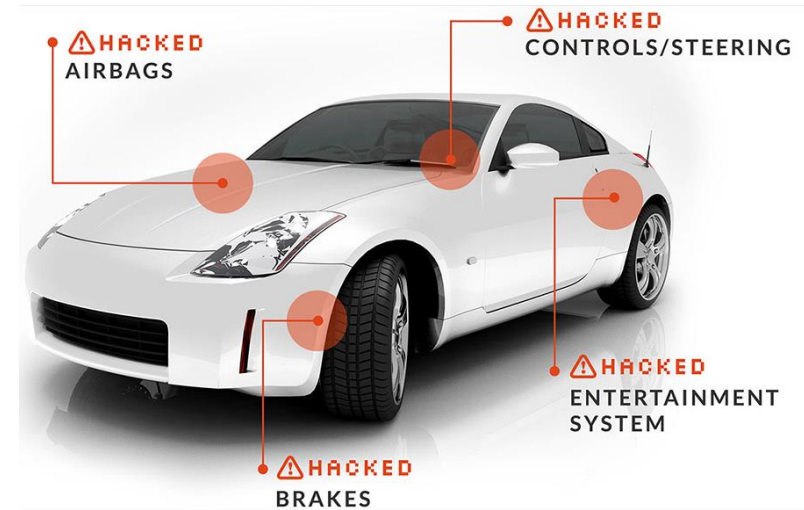 HACKED
AIRBAGS
HACKED
CONTROLS/STEERING
HACKED
ENTERTAINMENT
SYSTEM
HACKED
BRAKES